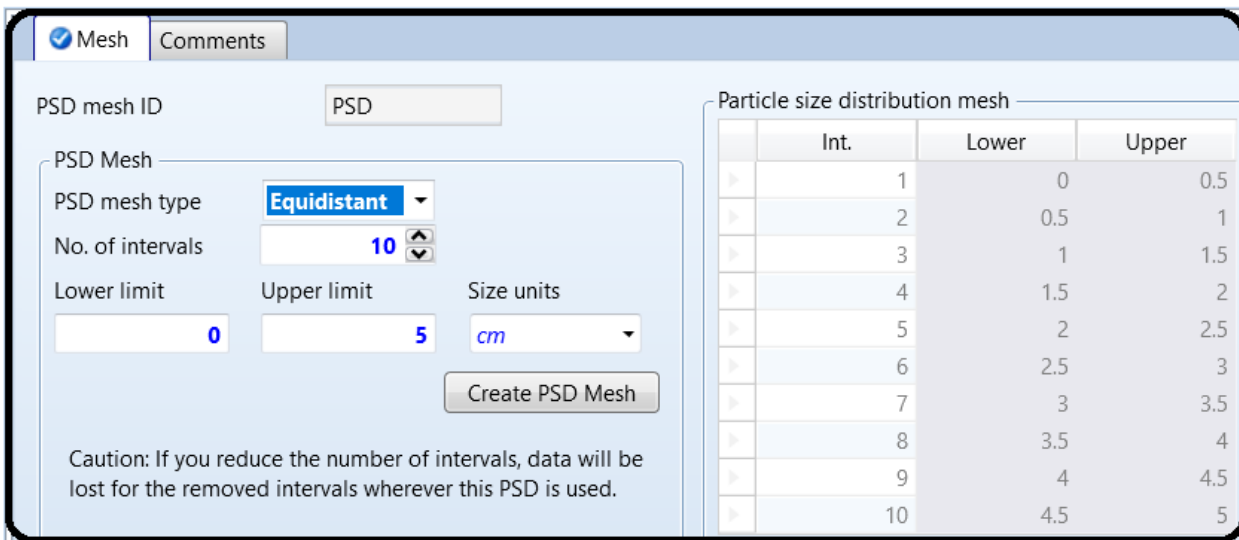 Mesh
Comments
PSD mesh ID
PSD
PSD Mesh
PSD mesh type
Equidistant
No. of intervals
10
Lower limit
Upper limit
Size units
0
5
cm
Create PSD Mesh
Caution: If you reduce the number of intervals, data will be
lost for the removed intervals wherever this PSD is used.
Particle size distribution mesh
Int. Lower Upper
1 0 0.5
2 0.5 1
3 1 1.5
4 1.5 2
5 2 2.5
6 2.5 3
7 3 3.5
8 3.5 4
9 4 4.5
10 4.5 5